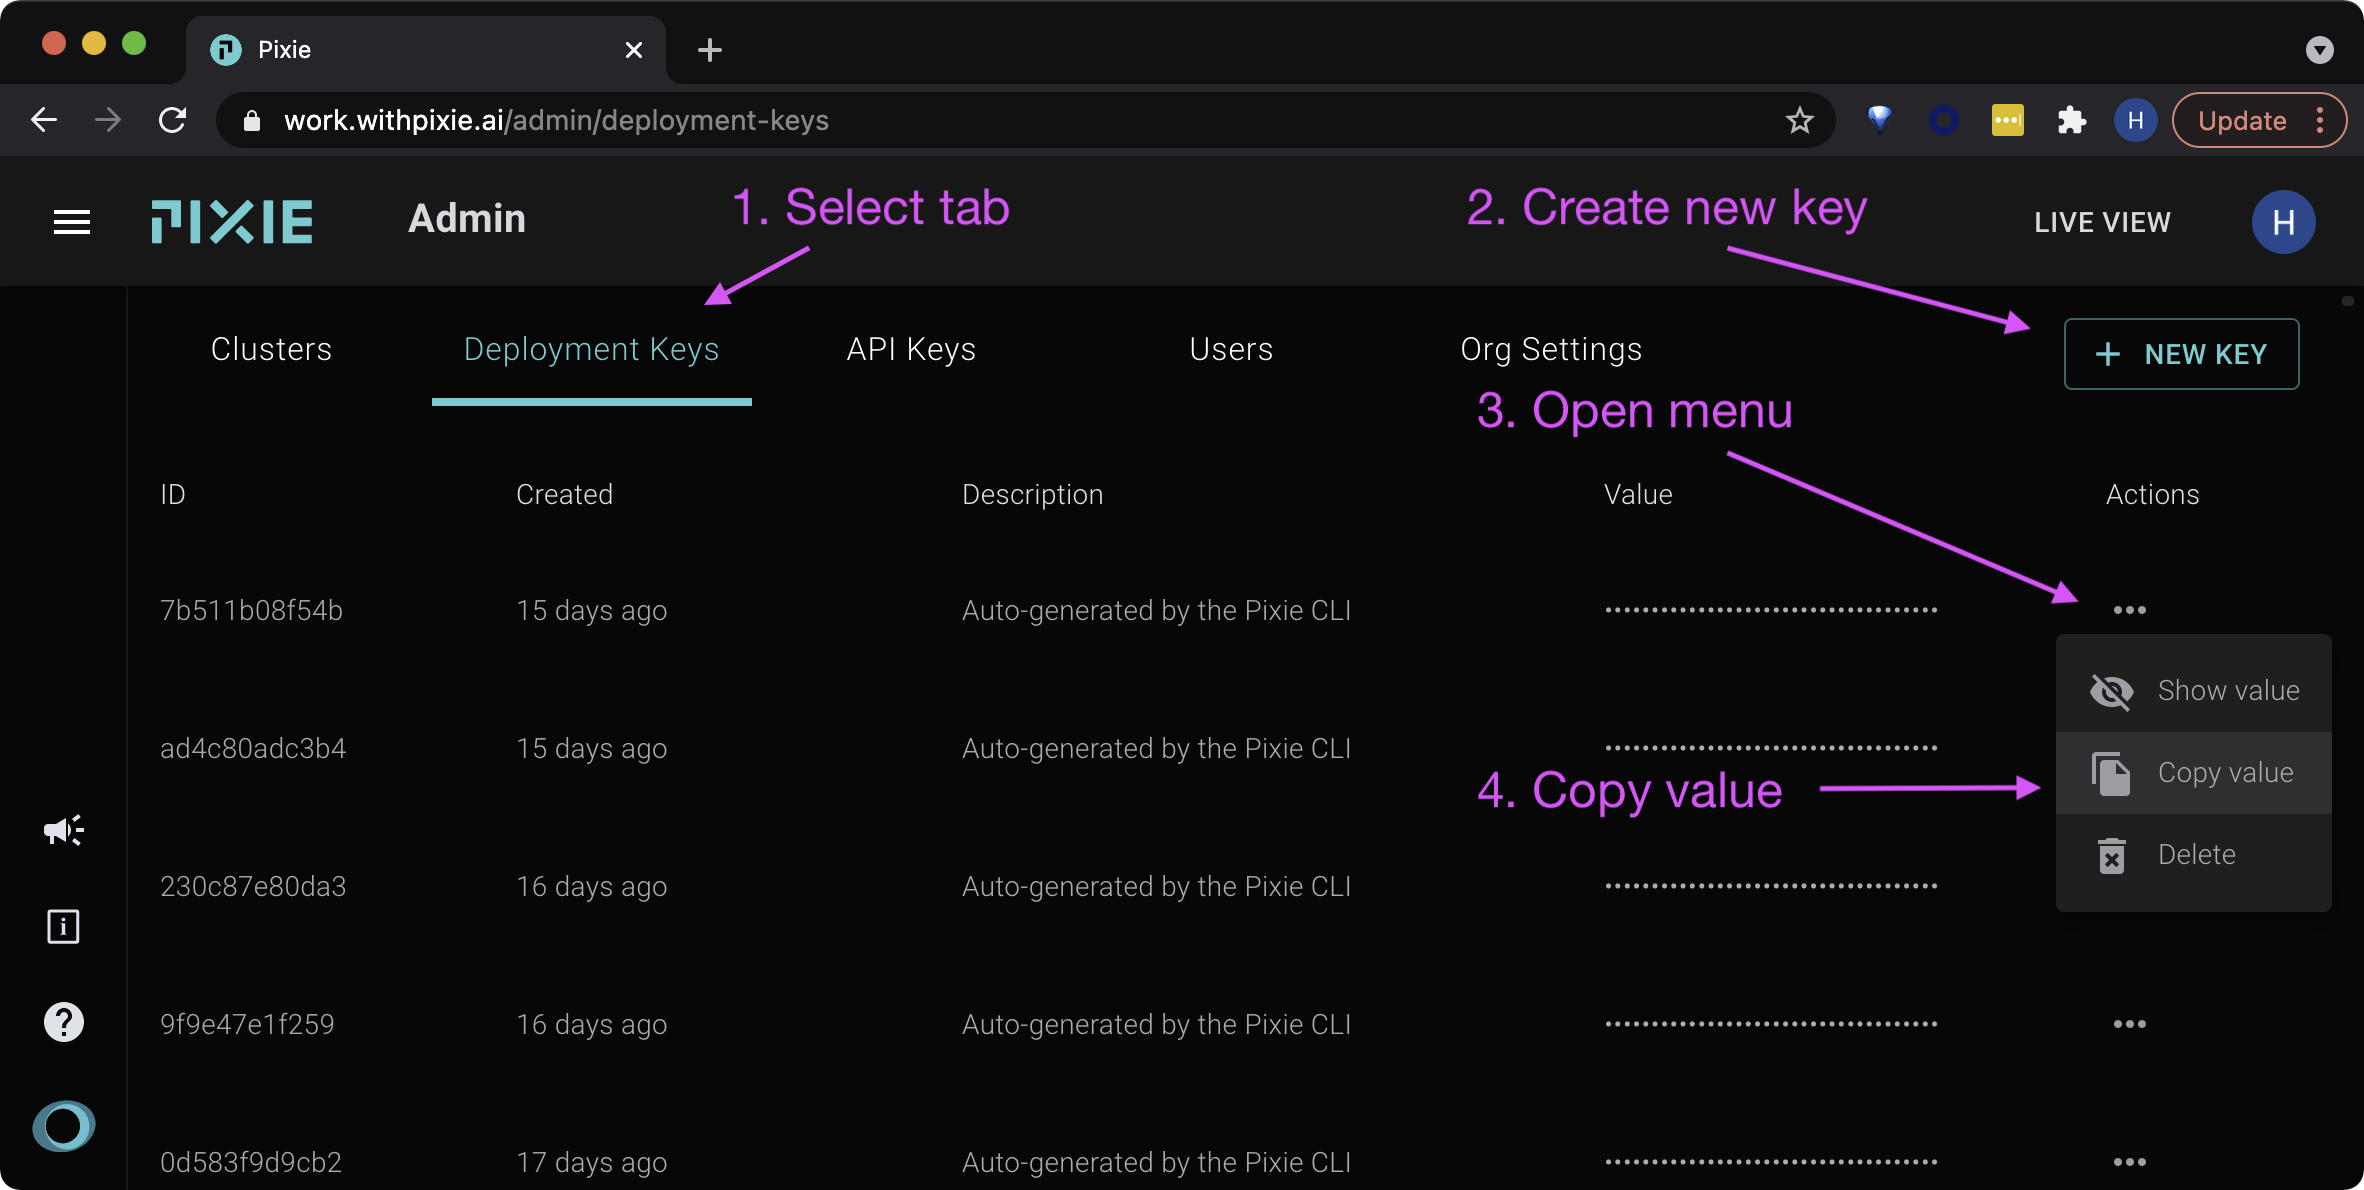 Pixie
work.withpixie.ai/admin/deployment-keys
H
Update
PIXIE
Admin
1. Select tab
2. Create new key
LIVE VIEW
H
Clusters
Deployment Keys
API Keys
Users
Org Settings
+ NEW KEY
3. Open menu
ID Created Description Value Actions
7b511b08f54b 15 days ago Auto-generated by the Pixie CLI ••••••••••••••••••••••••••••••••••••
Show value
ad4c80adc3b4 15 days ago Auto-generated by the Pixie CLI ••••••••••••••••••••••••••••••••••••
4. Copy value
Copy value
Delete
230c87e80da3 16 days ago Auto-generated by the Pixie CLI ••••••••••••••••••••••••••••••••••••
9f9e47e1f259 16 days ago Auto-generated by the Pixie CLI ••••••••••••••••••••••••••••••••••••
0d583f9d9cb2 17 days ago Auto-generated by the Pixie CLI ••••••••••••••••••••••••••••••••••••